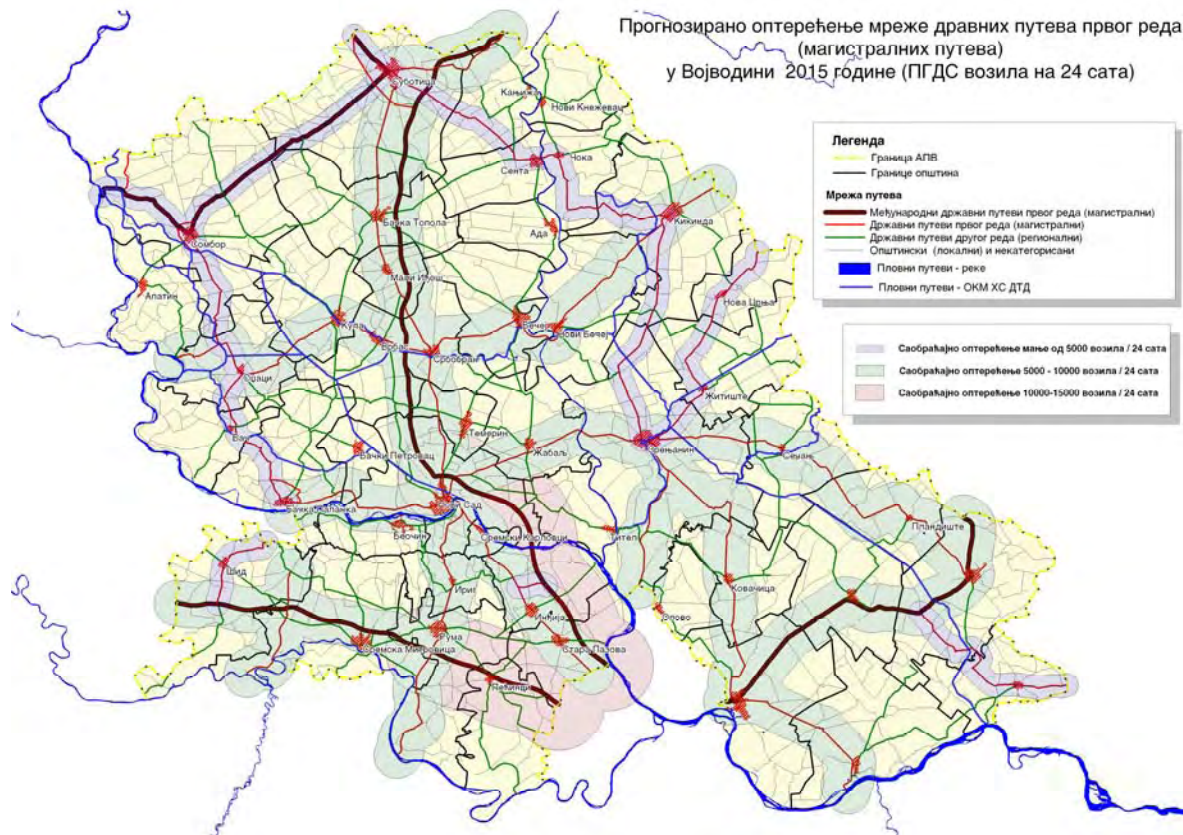 Прогнозирано оптерећење мреже дравних путева првог реда
(магистралних путева)
у Војводини 2015 године (ПГДС возила на 24 сата)
Легенда
Граница АПВ
Границе општина
Мрежа путева
Међународни државни путеви првог реда (магистрални)
Државни путеви првог реда (магистрални)
Државни путеви другог реда (регионални)
Општински (локални) и некатегорисани
Пловни путеви - реке
Пловни путеви - ОКМ ХС ДТД
Саобраћајно оптерећење мање од 5000 возила / 24 сата
Саобраћајно оптерећење 5000 - 10000 возила / 24 сата
Саобраћајно оптерећење 10000-15000 возила / 24 сата
Суботица
Кањижа
Нови Кнежевац
Чока
Сента
Бачка Топола
Ада
Кикинда
Сомбор
Мали Иђош
Апатин
Нова Црња
Кула
Бечеј
Нови Бечеј
Врбас
Србобран
Оџаци
Житиште
Бач
Темерин
Бачки Петровац
Жабаљ
Зрењанин
Сечањ
Бачка Паланка
Нови Сад
Беочин
Сремски Карловци
Тител
Пландиште
Шид
Ириг
Ковачица
Инђија
Опово
Рума
Сремска Митровица
Стара Пазова
Пећинци